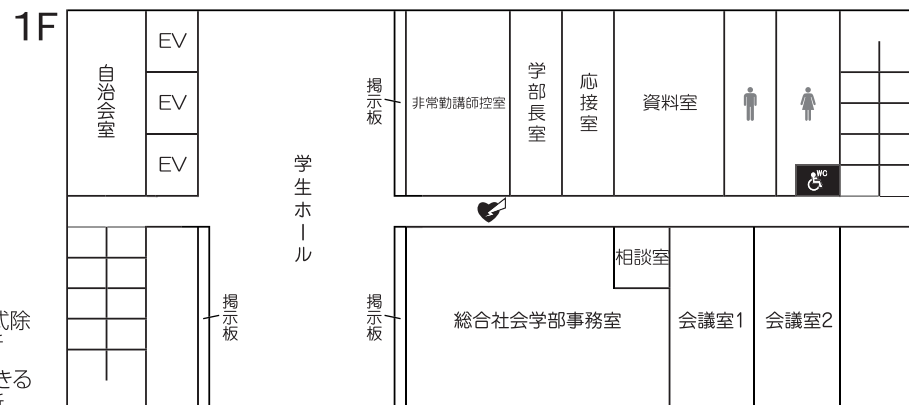 1F
自治会室
EV
EV
EV
学生ホール
掲示板
非常勤講師控室
学部長室
応接室
資料室
WC
掲示板
掲示板
総合社会学部事務室
相談室
会議室1
会議室2
式除
きる